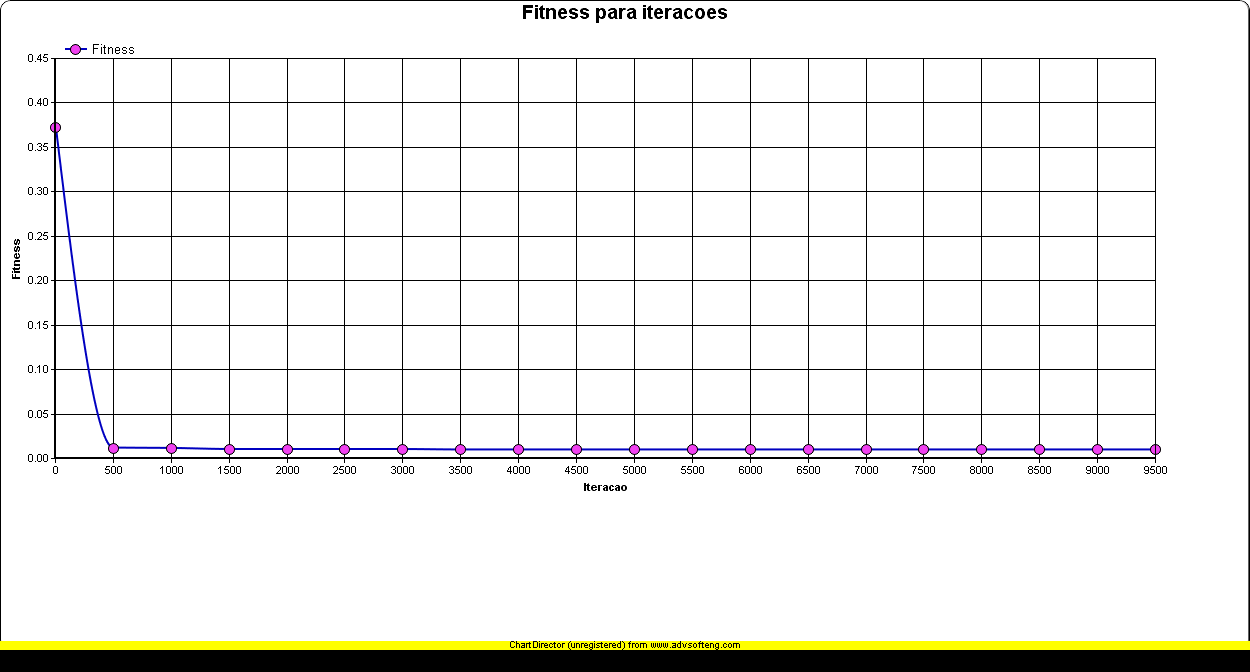 Fitness para iteracoes
Fitness
0.45
0.40
0.35
0.30
0.25
0.20
0.15
0.10
0.05
0.00
Fitness
0 500 1000 1500 2000 2500 3000 3500 4000 4500 5000 5500 6000 6500 7000 7500 8000 8500 9000 9500
Iteracao
ChartDirector (unregistered) from www.advsofteng.com